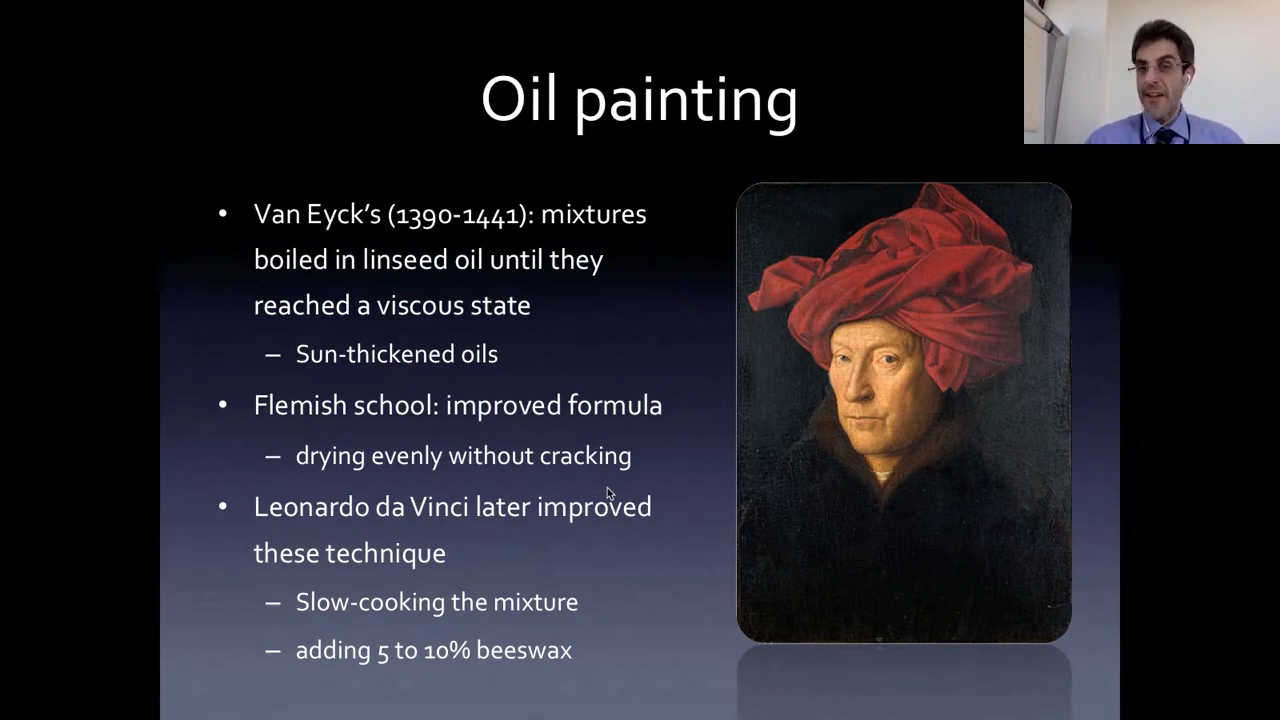 Oil painting
• Van Eyck's (1390-1441): mixtures
boiled in linseed oil until they
reached a viscous state
– Sun-thickened oils
• Flemish school: improved formula
– drying evenly without cracking
• Leonardo da Vinci later improved
these technique
– Slow-cooking the mixture
– adding 5 to 10% beeswax